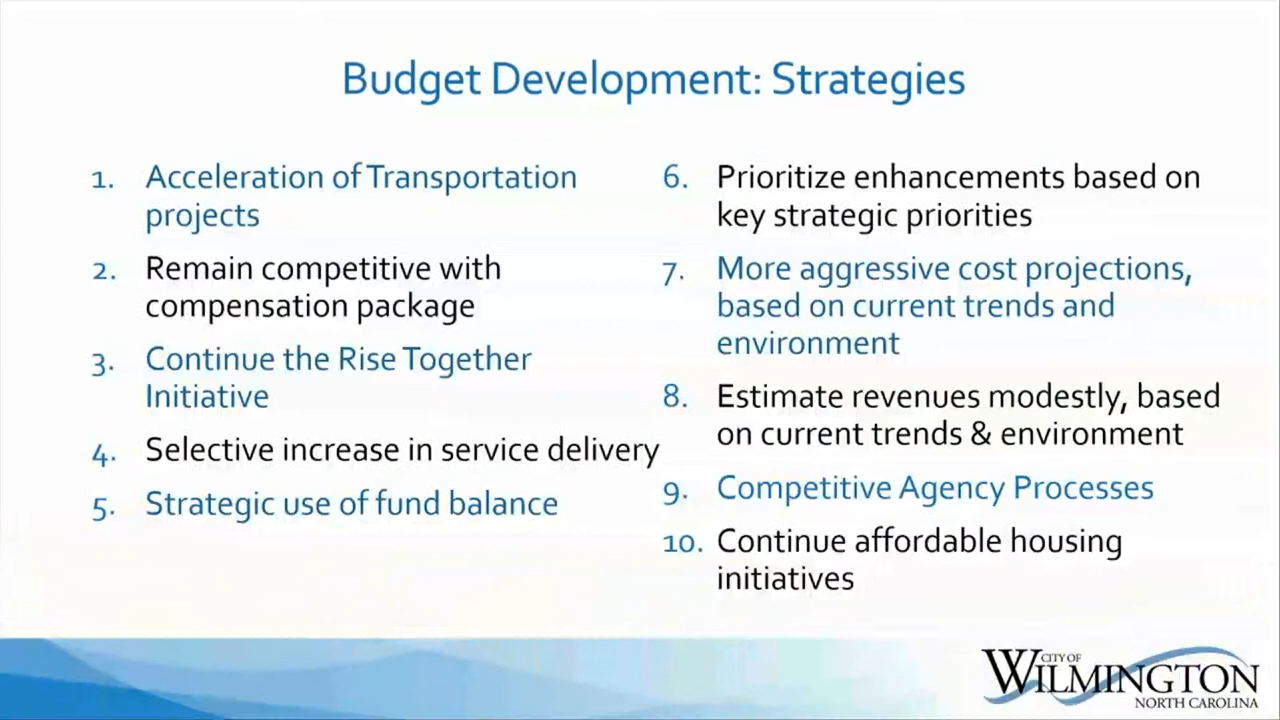 Budget Development: Strategies
1. Acceleration of Transportation
projects
2. Remain competitive with
compensation package
3. Continue the Rise Together
Initiative
4. Selective increase in service delivery
5. Strategic use of fund balance
6. Prioritize enhancements based on
key strategic priorities
7. More aggressive cost projections,
based on current trends and
environment
8. Estimate revenues modestly, based
on current trends & environment
9. Competitive Agency Processes
10. Continue affordable housing
initiatives
CITY OF
WILMINGTON
NORTH CAROLINA